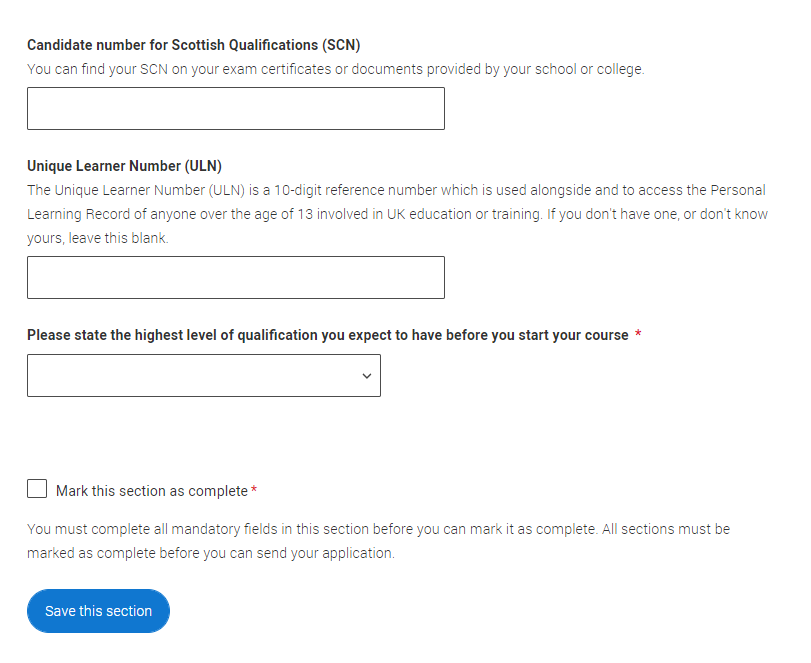 Candidate number for Scottish Qualifications (SCN)
You can find your SCN on your exam certificates or documents provided by your school or college.
Unique Learner Number (ULN)
The Unique Learner Number (ULN) is a 10-digit reference number which is used alongside and to access the Personal
Learning Record of anyone over the age of 13 involved in UK education or training. If you don't have one, or don't know
yours, leave this blank.
Please state the highest level of qualification you expect to have before you start your course *
Mark this section as complete *
You must complete all mandatory fields in this section before you can mark it as complete. All sections must be
marked as complete before you can send your application.
Save this section